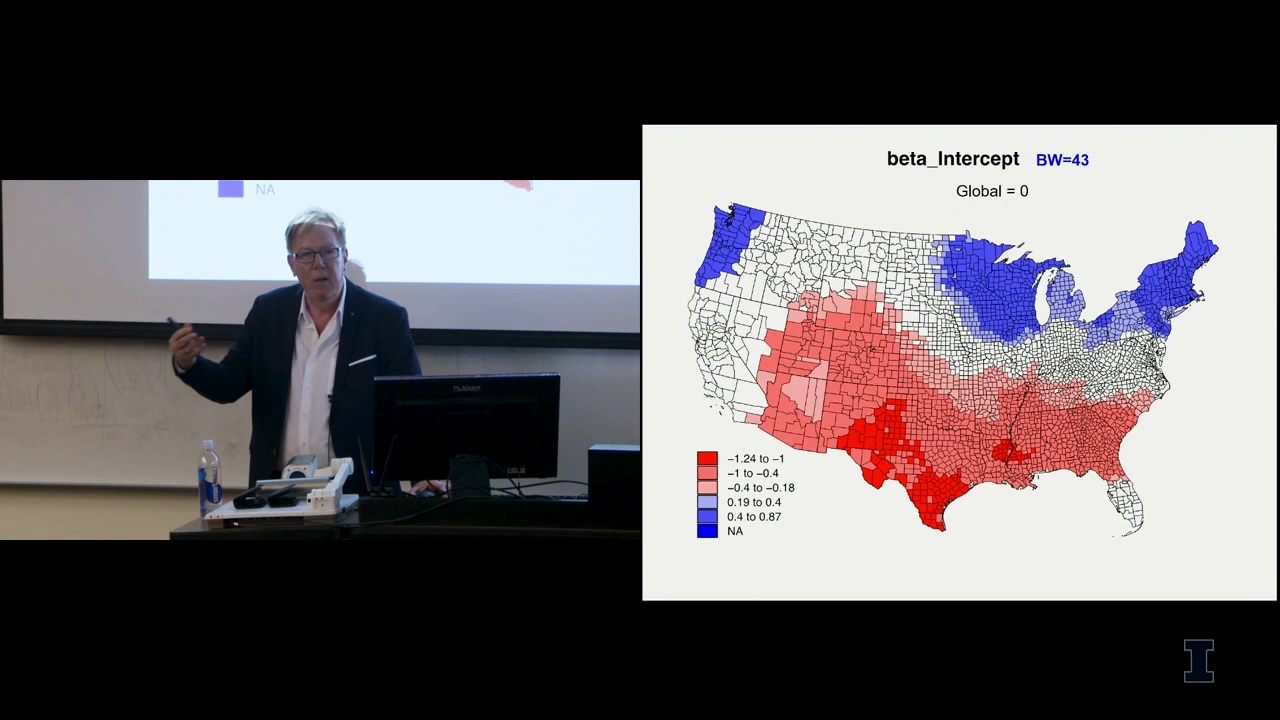 NA
PLANAR
beta_Intercept BW=43
Global = 0
−1.24 to −1
−1 to −0.4
−0.4 to −0.18
0.19 to 0.4
0.4 to 0.87
NA
I